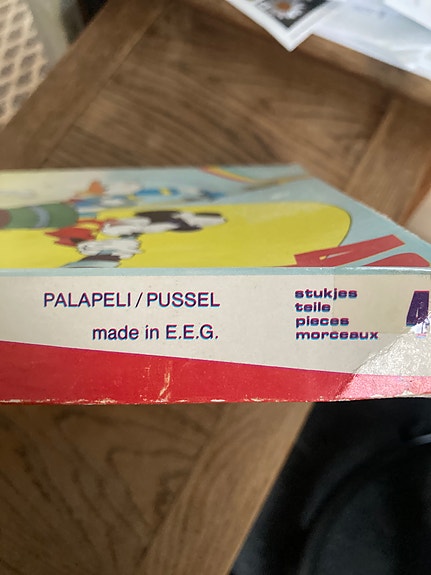 PALAPELI / PUSSEL
made in E.E.G.
stukjes
teile
pieces
morceaux